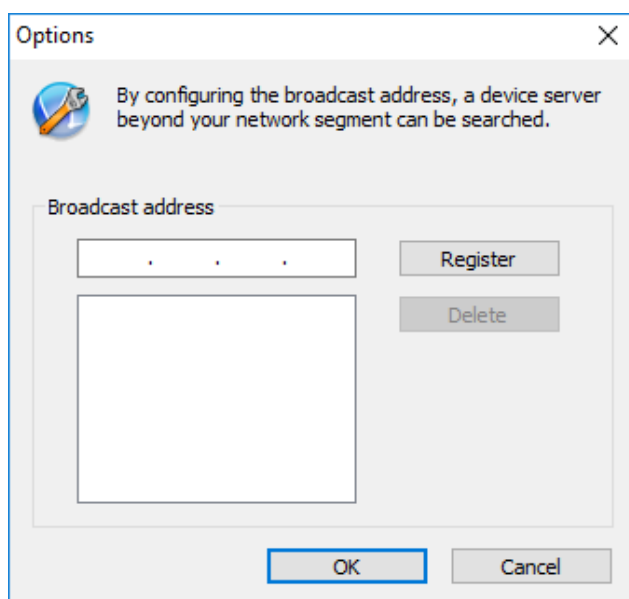 Options
By configuring the broadcast address, a device server
beyond your network segment can be searched.
Broadcast address
. . .
Register
Delete
OK
Cancel